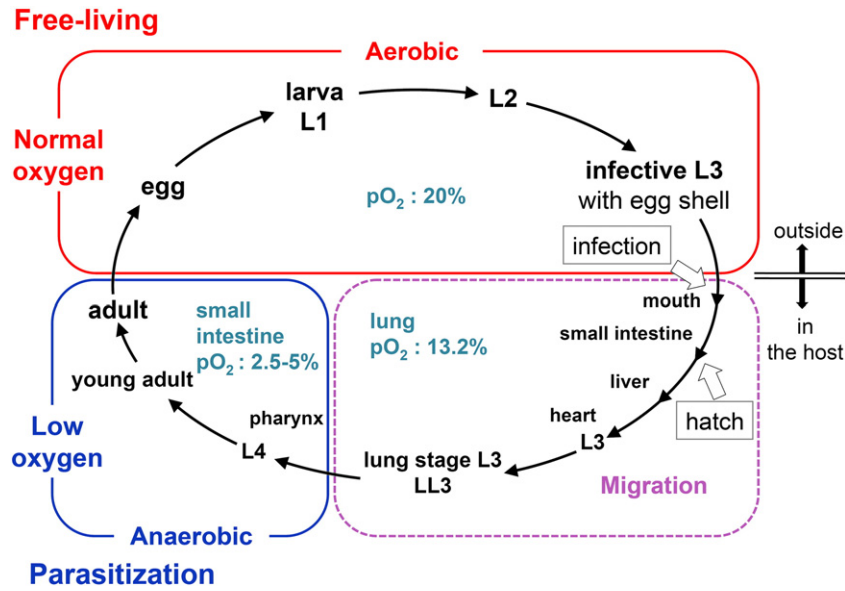 Free-living
Aerobic
larva
L1
L2
Normal
oxygen
egg
infective L3
with egg shell
pO₂ : 20%
outside
infection
in
the host
mouth
small intestine
liver
hatch
heart
L3
lung
pO₂ : 13.2%
lung stage L3
LL3
Migration
adult
small
intestine
pO₂ : 2.5-5%
young adult
pharynx
L4
Low
oxygen
Anaerobic
Parasitization